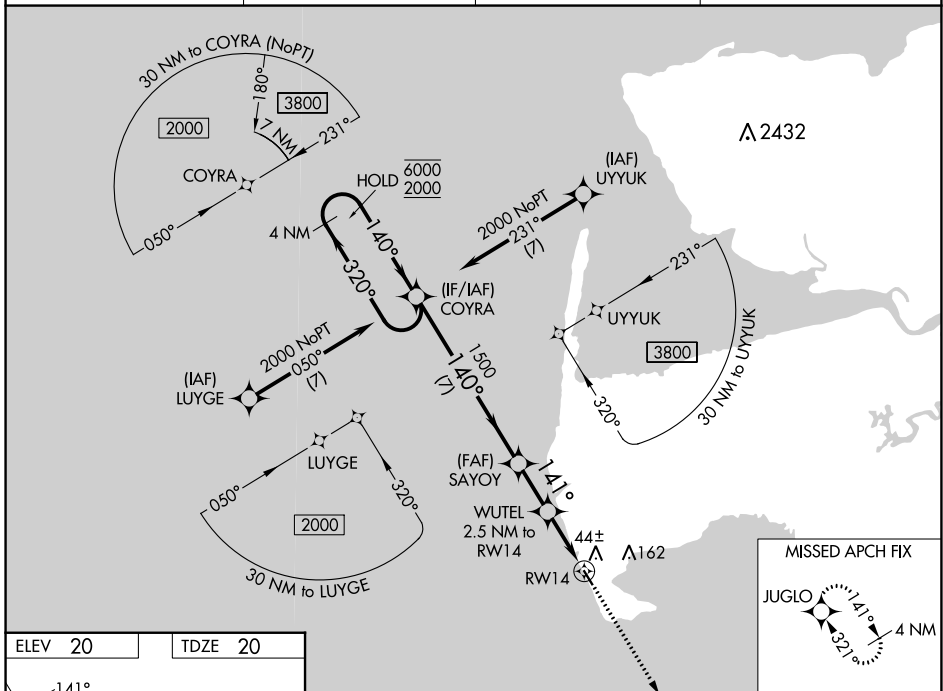 30 NM to COYRA (NoPT)
180°
3800
2000
7 NM
231°
COYRA
050°
HOLD
6000
2000
4 NM
140°
320°
(IF/IAF)
COYRA
(IAF)
UYYUK
2000 NoPT
231°
(7)
2432
231°
UYYUK
3800
320°
30 NM to UYYUK
2000 NoPT
050°
(7)
(IAF)
LUYGE
1500
140°
(7)
LUYGE
050°
320°
2000
30 NM to LUYGE
(FAF)
SAYOY
141°
WUTEL
2.5 NM to
RW14
44±
162
RW14
MISSED APCH FIX
JUGLO
141°
321°
4 NM
ELEV 20
TDZE 20
141°